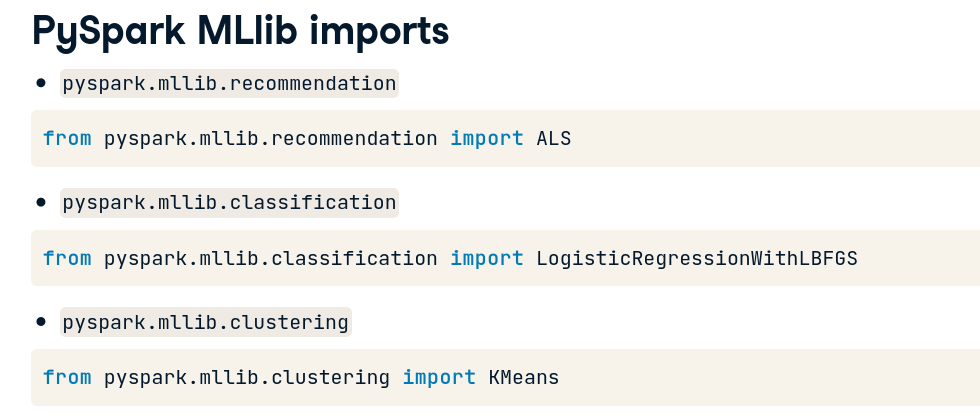 PySpark MLlib imports
• pyspark.mllib.recommendation
from pyspark.mllib.recommendation import ALS
• pyspark.mllib.classification
from pyspark.mllib.classification import LogisticRegressionWithLBFGS
• pyspark.mllib.clustering
from pyspark.mllib.clustering import KMeans